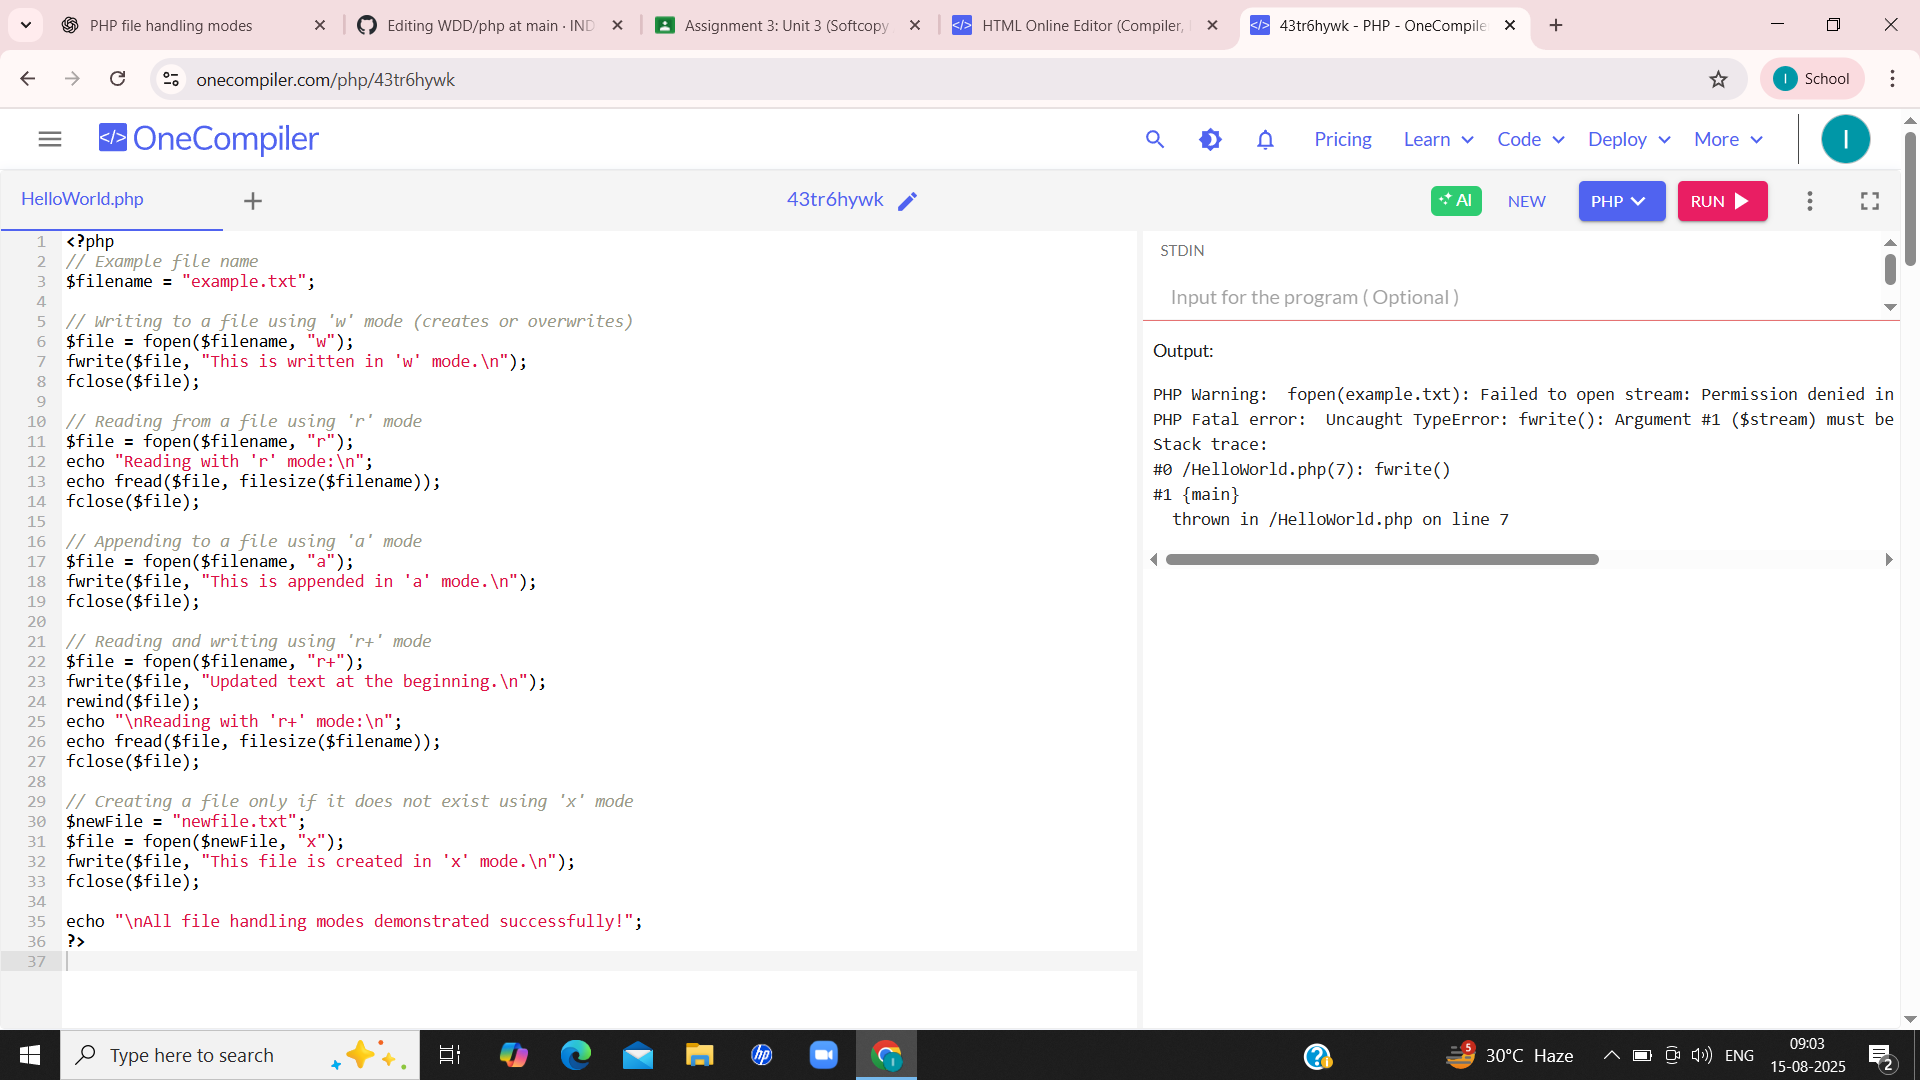 PHP file handling modes
Editing WDD/php at main · IND
Assignment 3: Unit 3 (Softcopy
HTML Online Editor (Compiler,
43tr6hywk - PHP - OneCompile
onecompiler.com/php/43tr6hywk
I School
</> OneCompiler
Pricing Learn Code Deploy More I
HelloWorld.php
43tr6hywk
AI NEW PHP RUN
1 <?php
2 // Example file name
3 $filename = "example.txt";
4
5 // Writing to a file using 'w' mode (creates or overwrites)
6 $file = fopen($filename, "w");
7 fwrite($file, "This is written in 'w' mode.\n");
8 fclose($file);
9
10 // Reading from a file using 'r' mode
11 $file = fopen($filename, "r");
12 echo "Reading with 'r' mode:\n";
13 echo fread($file, filesize($filename));
14 fclose($file);
15
16 // Appending to a file using 'a' mode
17 $file = fopen($filename, "a");
18 fwrite($file, "This is appended in 'a' mode.\n");
19 fclose($file);
20
21 // Reading and writing using 'r+' mode
22 $file = fopen($filename, "r+");
23 fwrite($file, "Updated text at the beginning.\n");
24 rewind($file);
25 echo "\nReading with 'r+' mode:\n";
26 echo fread($file, filesize($filename));
27 fclose($file);
28
29 // Creating a file only if it does not exist using 'x' mode
30 $newFile = "newfile.txt";
31 $file = fopen($newFile, "x");
32 fwrite($file, "This file is created in 'x' mode.\n");
33 fclose($file);
34
35 echo "\nAll file handling modes demonstrated successfully!";
36 ?>
37
STDIN
Input for the program ( Optional )
Output:
PHP Warning:  fopen(example.txt): Failed to open stream: Permission denied in
PHP Fatal error:  Uncaught TypeError: fwrite(): Argument #1 ($stream) must be
Stack trace:
#0 /HelloWorld.php(7): fwrite()
#1 {main}
  thrown in /HelloWorld.php on line 7
Type here to search
hp
5
30°C Haze
ENG
09:03
15-08-2025
2